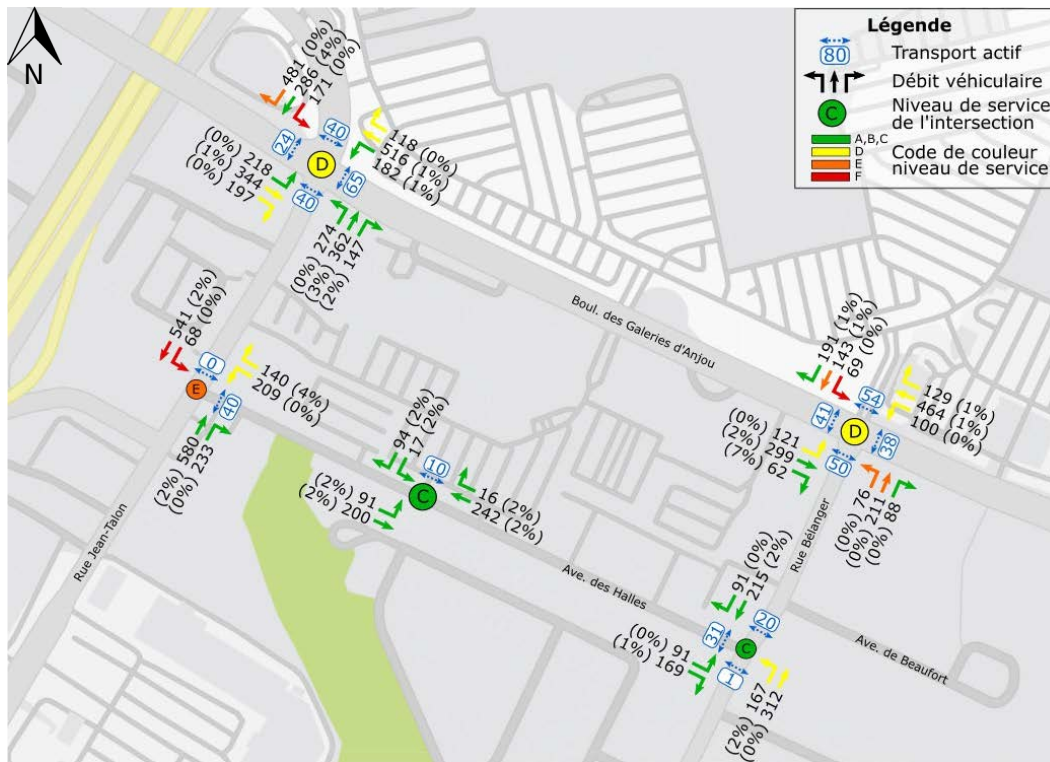 N
Légende
80
Transport actif
Débit véhiculaire
C
Niveau de service
de l'intersection
A,B,C
D
E
F
Code de couleur
niveau de service
481 (0%)
286 (4%)
171 (0%)
24
40
D
65
40
118 (0%)
516 (1%)
182 (1%)
(0%) 218
(1%) 344
(0%) 197
(0%) 274
(3%) 362
(2%) 147
Boul. des Galeries d'Anjou
541 (2%)
68 (0%)
0
E
40
140 (4%)
209 (0%)
(2%) 580
(0%) 233
Rue Jean-Talon
94 (2%)
17 (2%)
10
C
16 (2%)
242 (2%)
(2%) 91
(2%) 200
Ave. des Halles
191 (1%)
143 (1%)
69 (0%)
41
54
D
38
50
129 (1%)
464 (1%)
100 (0%)
(0%) 121
(2%) 299
(7%) 62
(0%) 76
(0%) 211
(0%) 88
Rue Bélanger
91 (0%)
215 (2%)
31
20
C
1
(0%) 91
(1%) 169
(2%) 167
(0%) 312
Ave. de Beaufort